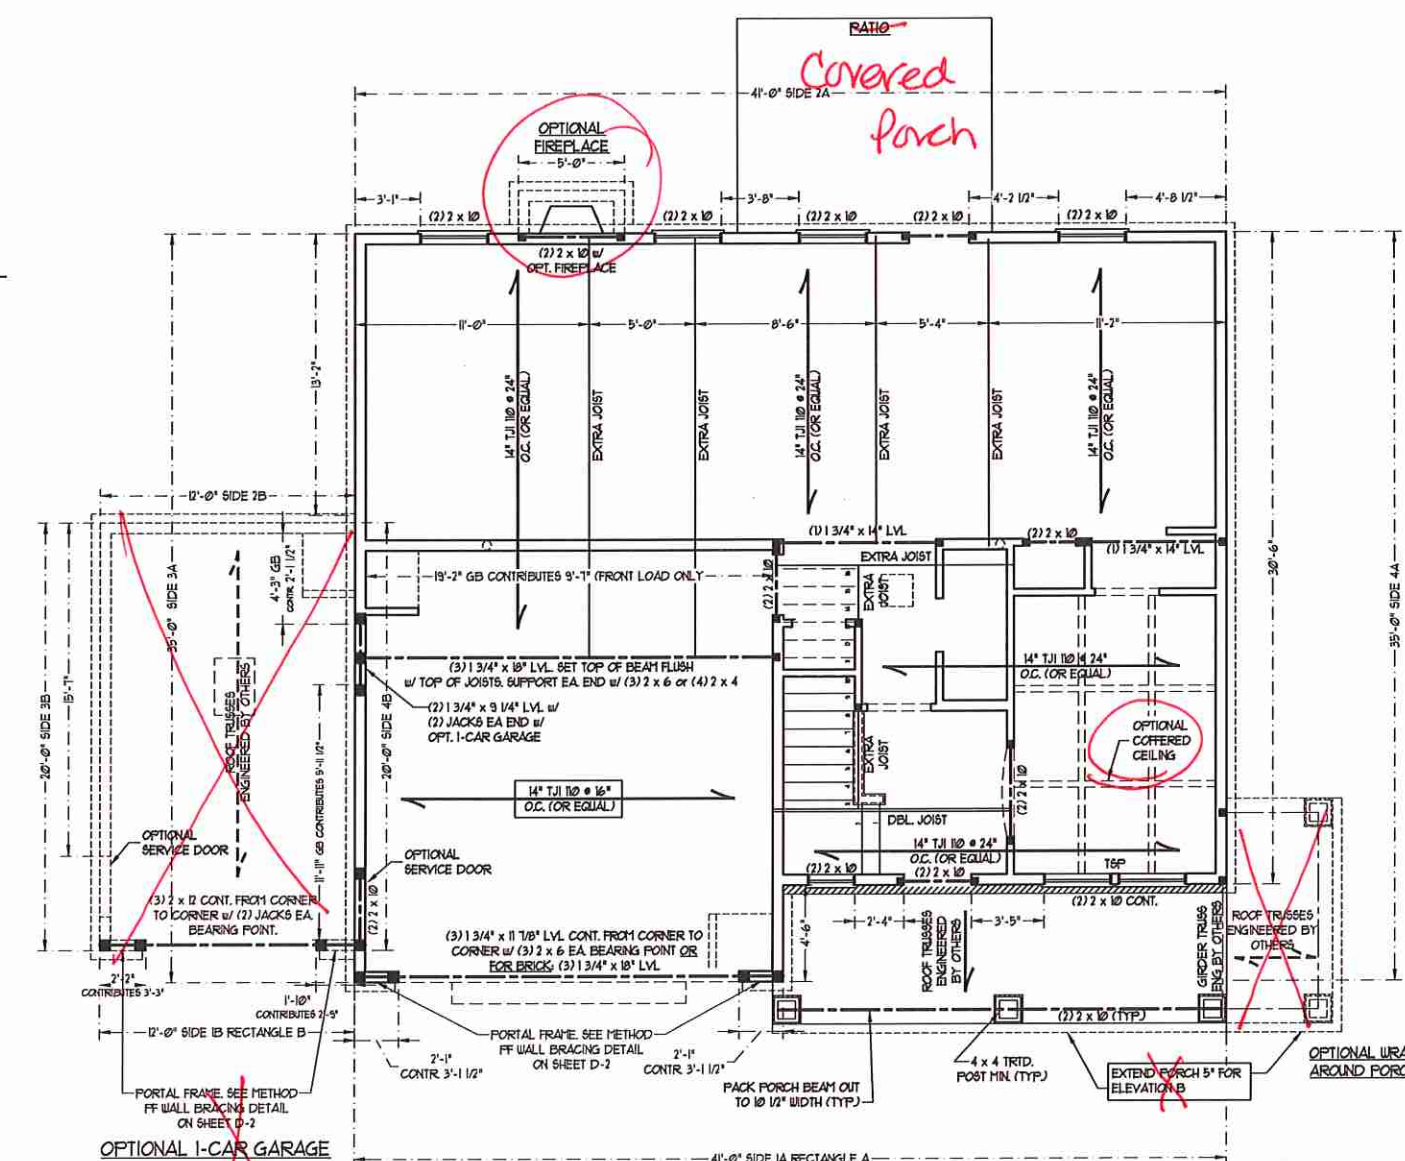 PATIO
Covered
Porch
41'-0" SIDE 2A
OPTIONAL
FIREPLACE
5'-0"
3'-1"
(2) 2 x 10
(2) 2 x 10
3'-8"
(2) 2 x 10
(2) 2 x 10
4'-2 1/2"
(2) 2 x 10
4'-8 1/2"
(2) 2 x 10 w/
OPT. FIREPLACE
11'-0"
5'-0"
8'-6"
5'-4"
11'-2"
13'-2"
14" TJI 110 @ 24"
O.C. (OR EQUAL)
EXTRA JOIST
EXTRA JOIST
14" TJI 110 @ 24"
O.C. (OR EQUAL)
EXTRA JOIST
EXTRA JOIST
14" TJI 110 @ 24"
O.C. (OR EQUAL)
12'-0" SIDE 2B
(1) 1 3/4" x 14" LVL
(2) 2 x 10
(1) 1 3/4" x 14" LVL
EXTRA JOIST
35'-0" SIDE 3A
4'-3" GB
CONTR. 2'-1 1/2"
19'-2" GB CONTRIBUTES 9'-7" (FRONT LOAD ONLY
(2) 2 x 10
EXTRA
JOIST
30'-6"
35'-0" SIDE 4A
20'-0" SIDE 3B
15'-7"
ROOF TRUSSES
ENGINEERED BY OTHERS
20'-0" SIDE 4B
11'-11" GB CONTRIBUTES 5'-11 1/2"
(3) 1 3/4" x 18" LVL. SET TOP OF BEAM FLUSH
w/ TOP OF JOISTS. SUPPORT EA. END w/ (3) 2 x 6 or (4) 2 x 4
(2) 1 3/4" x 9 1/4" LVL w/
(2) JACKS EA END w/
OPT. 1-CAR GARAGE
14" TJI 110 @ 24"
O.C. (OR EQUAL)
OPTIONAL
COFFERED
CEILING
EXTRA
JOIST
(2) 2 x 10
14" TJI 110 @ 16"
O.C. (OR EQUAL)
DBL. JOIST
14" TJI 110 @ 24"
O.C. (OR EQUAL)
OPTIONAL
SERVICE DOOR
OPTIONAL
SERVICE DOOR
(2) 2 x 10
(2) 2 x 10
(2) 2 x 10
T&P
(2) 2 x 10 CONT.
(3) 2 x 12 CONT. FROM CORNER
TO CORNER w/ (2) JACKS EA.
BEARING POINT.
(3) 1 3/4" x 11 7/8" LVL CONT. FROM CORNER TO
CORNER w/ (3) 2 x 6 EA. BEARING POINT OR
FOR BRICK: (3) 1 3/4" x 18" LVL
4'-6"
2'-4"
ROOF TRUSSES
ENGINEERED
BY OTHERS
3'-5"
GIRDER TRUSS
ENG BY OTHERS
ROOF TRUSSES
ENGINEERED BY
OTHERS
2'-2"
CONTRIBUTES 3'-3"
1'-10"
12'-0" SIDE 1B RECTANGLE B
(2) 2 x 10 (TYP.)
PORTAL FRAME. SEE METHOD
PF WALL BRACING DETAIL
ON SHEET D-2
2'-1"
CONTR. 3'-1 1/2"
2'-1"
CONTR. 3'-1 1/2"
4 x 4 TRTD.
POST MIN. (TYP.)
PACK PORCH BEAM OUT
TO 10 1/2" WIDTH (TYP.)
EXTEND PORCH 5" FOR
ELEVATION B
OPTIONAL WRA
AROUND PORC
PORTAL FRAME. SEE METHOD
PF WALL BRACING DETAIL
ON SHEET D-2
OPTIONAL 1-CAR GARAGE
41'-0" SIDE 1A RECTANGLE A